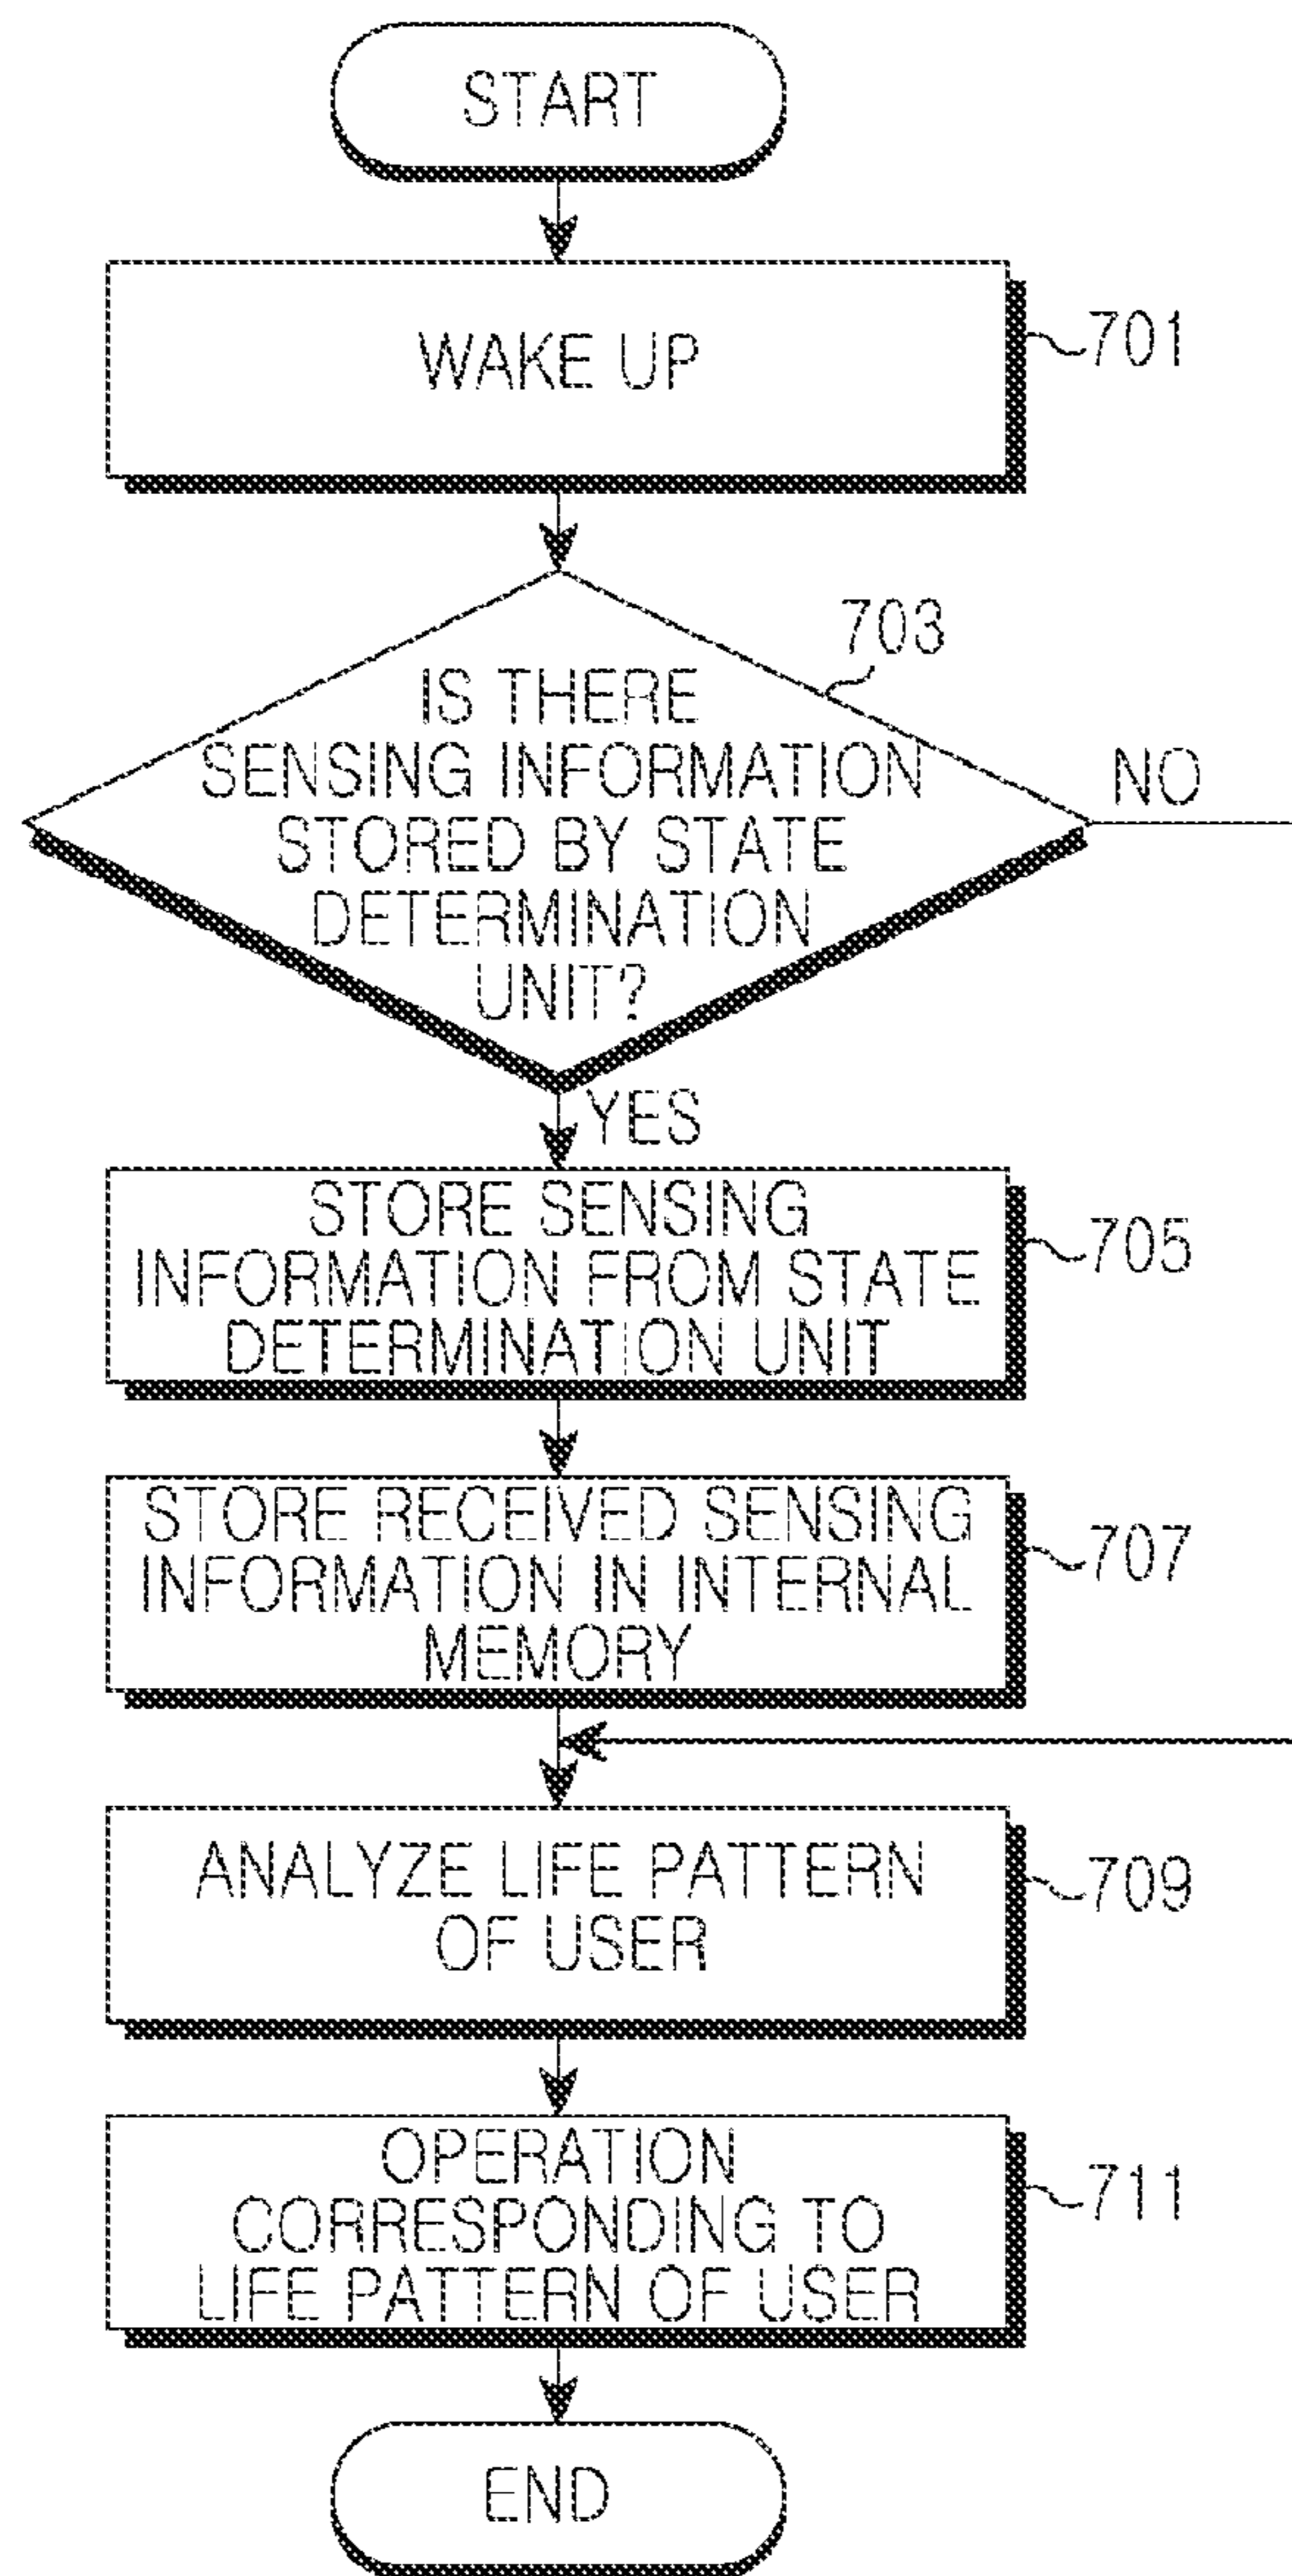 START
WAKE UP
701
703
IS THERE
SENSING INFORMATION
STORED BY STATE
DETERMINATION
UNIT?
NO
YES
STORE SENSING
INFORMATION FROM STATE
DETERMINATION UNIT
705
STORE RECEIVED SENSING
INFORMATION IN INTERNAL
MEMORY
707
ANALYZE LIFE PATTERN
OF USER
709
OPERATION
CORRESPONDING TO
LIFE PATTERN OF USER
711
END